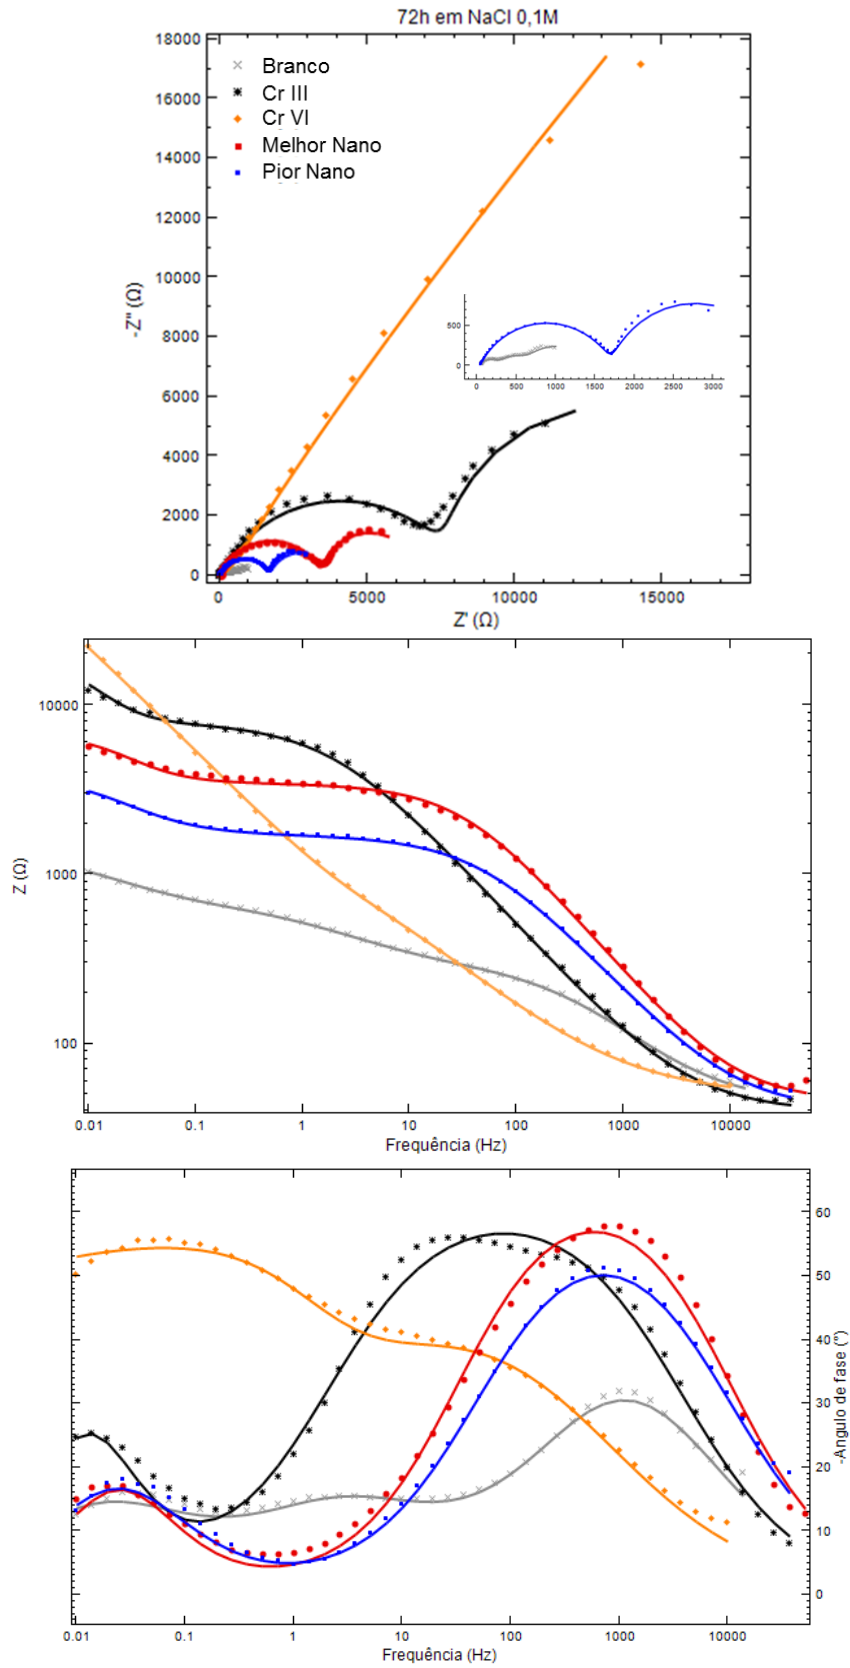 72h em NaCl 0,1M
18000
16000
14000
12000
10000
8000
6000
4000
2000
0
-Z'' (Ω)
Branco
Cr III
Cr VI
Melhor Nano
Pior Nano
500
0
0 500 1000 1500 2000 2500 3000
0 5000 10000 15000
Z' (Ω)
10000
1000
100
Z (Ω)
0.01 0.1 1 10 100 1000 10000
Frequência (Hz)
60
50
40
30
20
10
0
-Ângulo de fase (°)
0.01 0.1 1 10 100 1000 10000
Frequência (Hz)